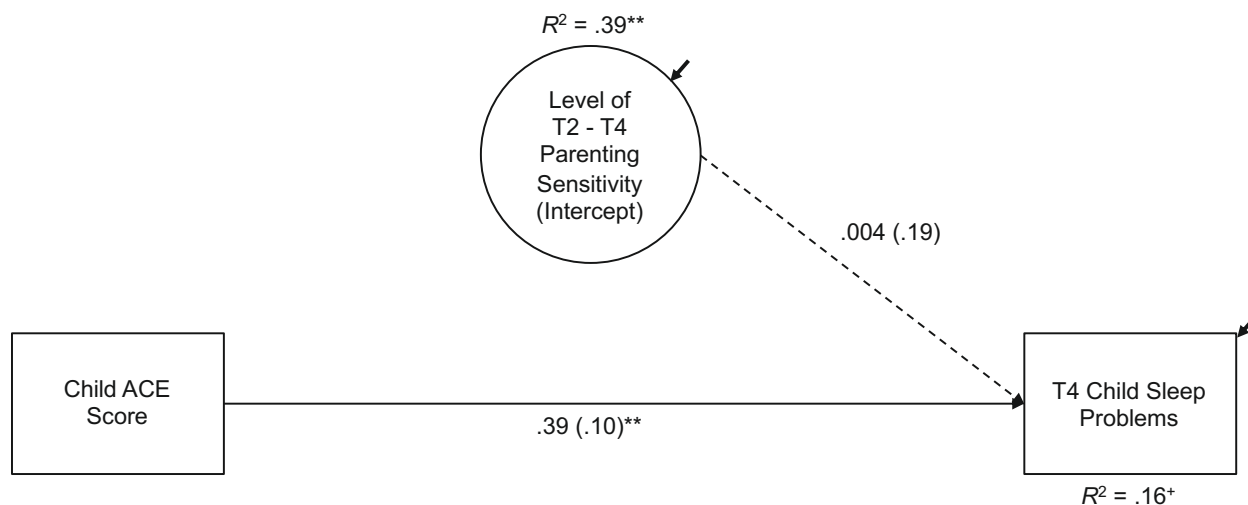 R² = .39**
Level of
T2 - T4
Parenting
Sensitivity
(Intercept)
.004 (.19)
Child ACE
Score
.39 (.10)**
T4 Child Sleep
Problems
R² = .16⁺